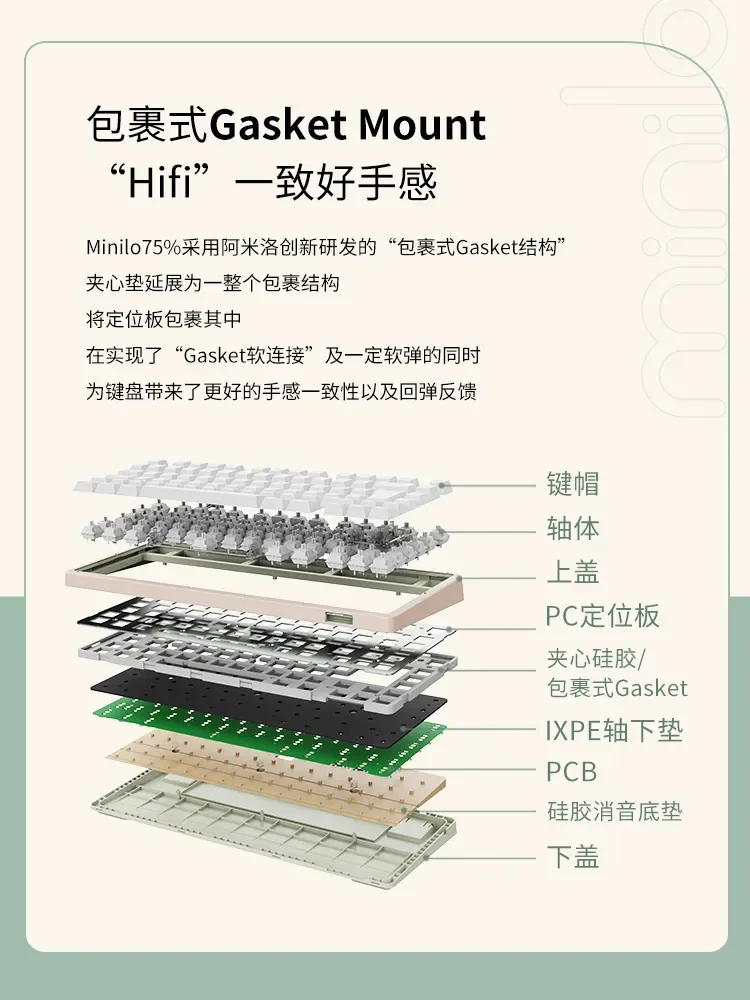 包裹式Gasket Mount
“Hifi”一致好手感
Minilo75%采用阿米洛创新研发的“包裹式Gasket结构”
夹心垫延展为一整个包裹结构
将定位板包裹其中
在实现了“Gasket软连接”及一定软弹的同时
为键盘带来了更好的手感一致性以及回弹反馈
键帽
轴体
上盖
PC定位板
夹心硅胶/
包裹式Gasket
IXPE轴下垫
PCB
硅胶消音底垫
下盖
minilo